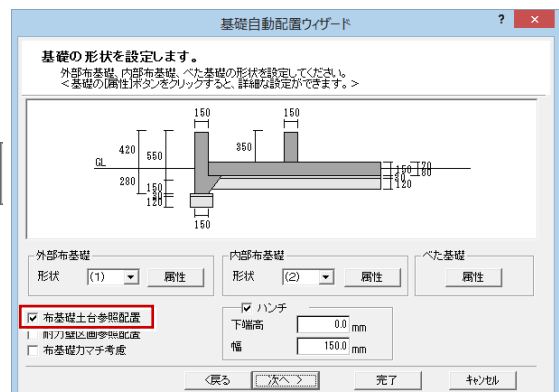 基礎自動配置ウィザード
? ×
基礎の形状を設定します。
外部布基礎、内部布基礎、べた基礎の形状を設定してください。
<基礎の[属性]ボタンをクリックすると、詳細な設定ができます。>
150 150
420 550 350
GL
280 150
120
150
120
外部布基礎
形状 (1) 属性
内部布基礎
形状 (2) 属性
べた基礎
属性
布基礎土台参照配置
耐力壁区画参照配置
布基礎カマチ考慮
ハンチ
下端高 0.0 mm
幅 150.0 mm
<戻る 次へ > 完了 キャンセル